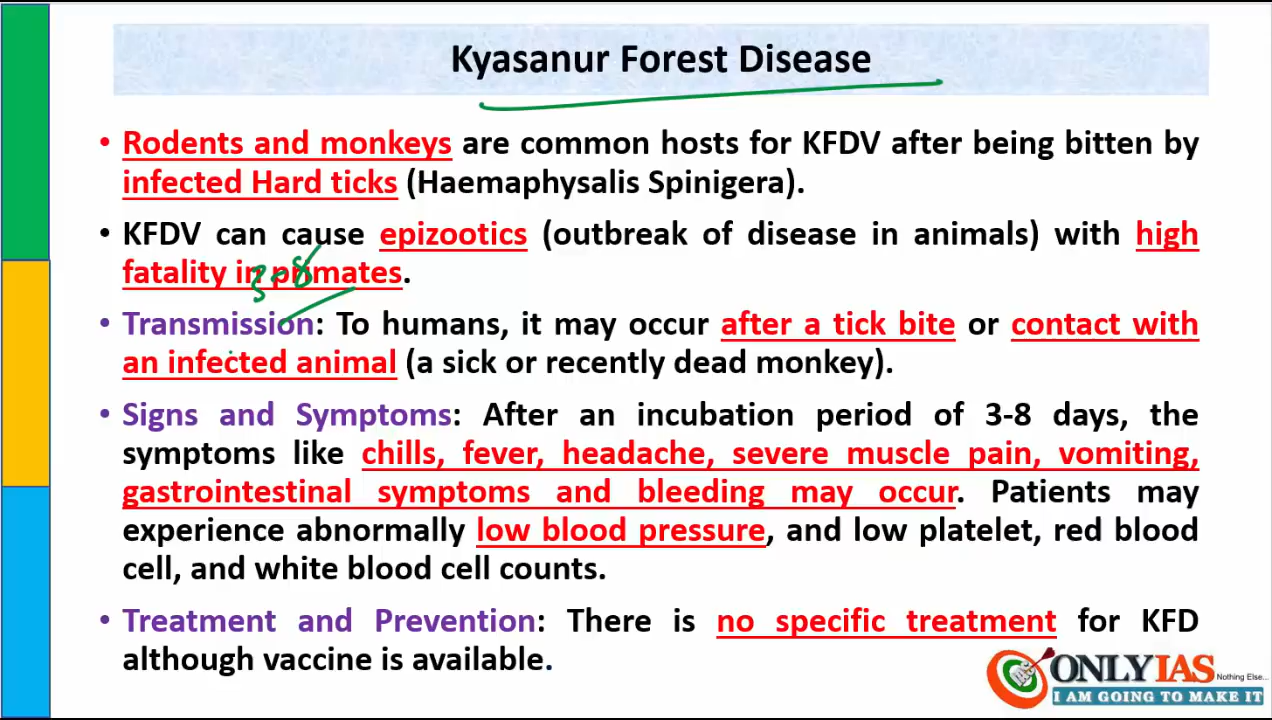 Kyasanur Forest Disease
• Rodents and monkeys are common hosts for KFDV after being bitten by
infected Hard ticks (Haemaphysalis Spinigera).
• KFDV can cause epizootics (outbreak of disease in animals) with high
fatality in primates.
3-8
• Transmission: To humans, it may occur after a tick bite or contact with
an infected animal (a sick or recently dead monkey).
• Signs and Symptoms: After an incubation period of 3-8 days, the
symptoms like chills, fever, headache, severe muscle pain, vomiting,
gastrointestinal symptoms and bleeding may occur. Patients may
experience abnormally low blood pressure, and low platelet, red blood
cell, and white blood cell counts.
• Treatment and Prevention: There is no specific treatment for KFD
although vaccine is available.
ONLYIAS
Nothing Else...
I AM GOING TO MAKE IT